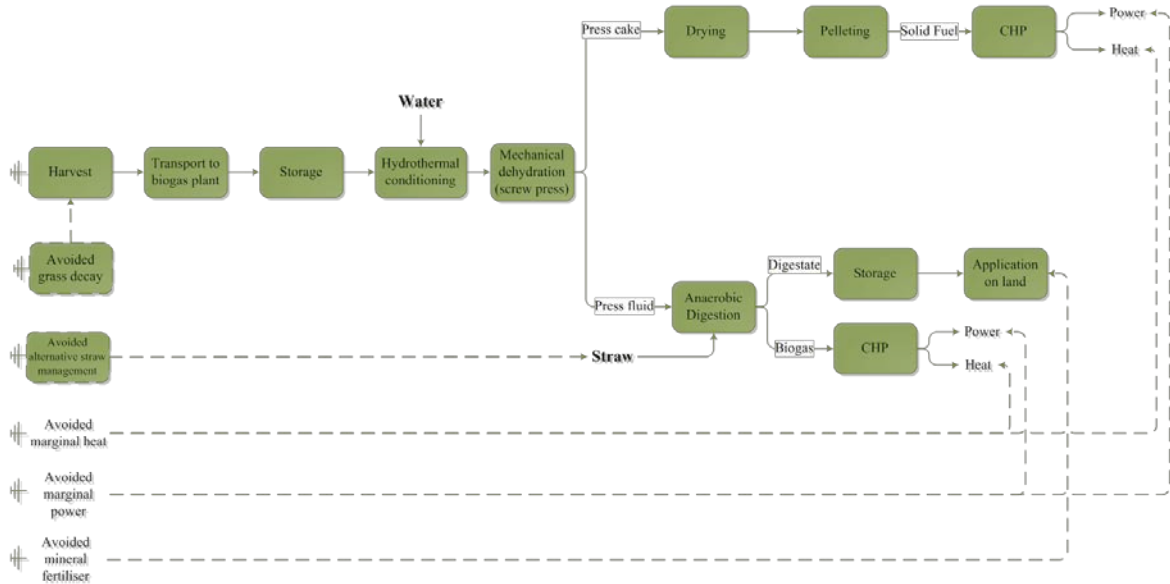 Press cake
Drying
Pelleting
Solid Fuel
CHP
Power
Heat
Water
Harvest
Transport to
biogas plant
Storage
Hydrothermal
conditioning
Mechanical
dehydration
(screw press)
Avoided
grass decay
Press fluid
Anaerobic
Digestion
Digestate
Storage
Application
on land
Biogas
CHP
Power
Heat
Avoided
alternative straw
management
Straw
Avoided
marginal heat
Avoided
marginal
power
Avoided
mineral
fertiliser